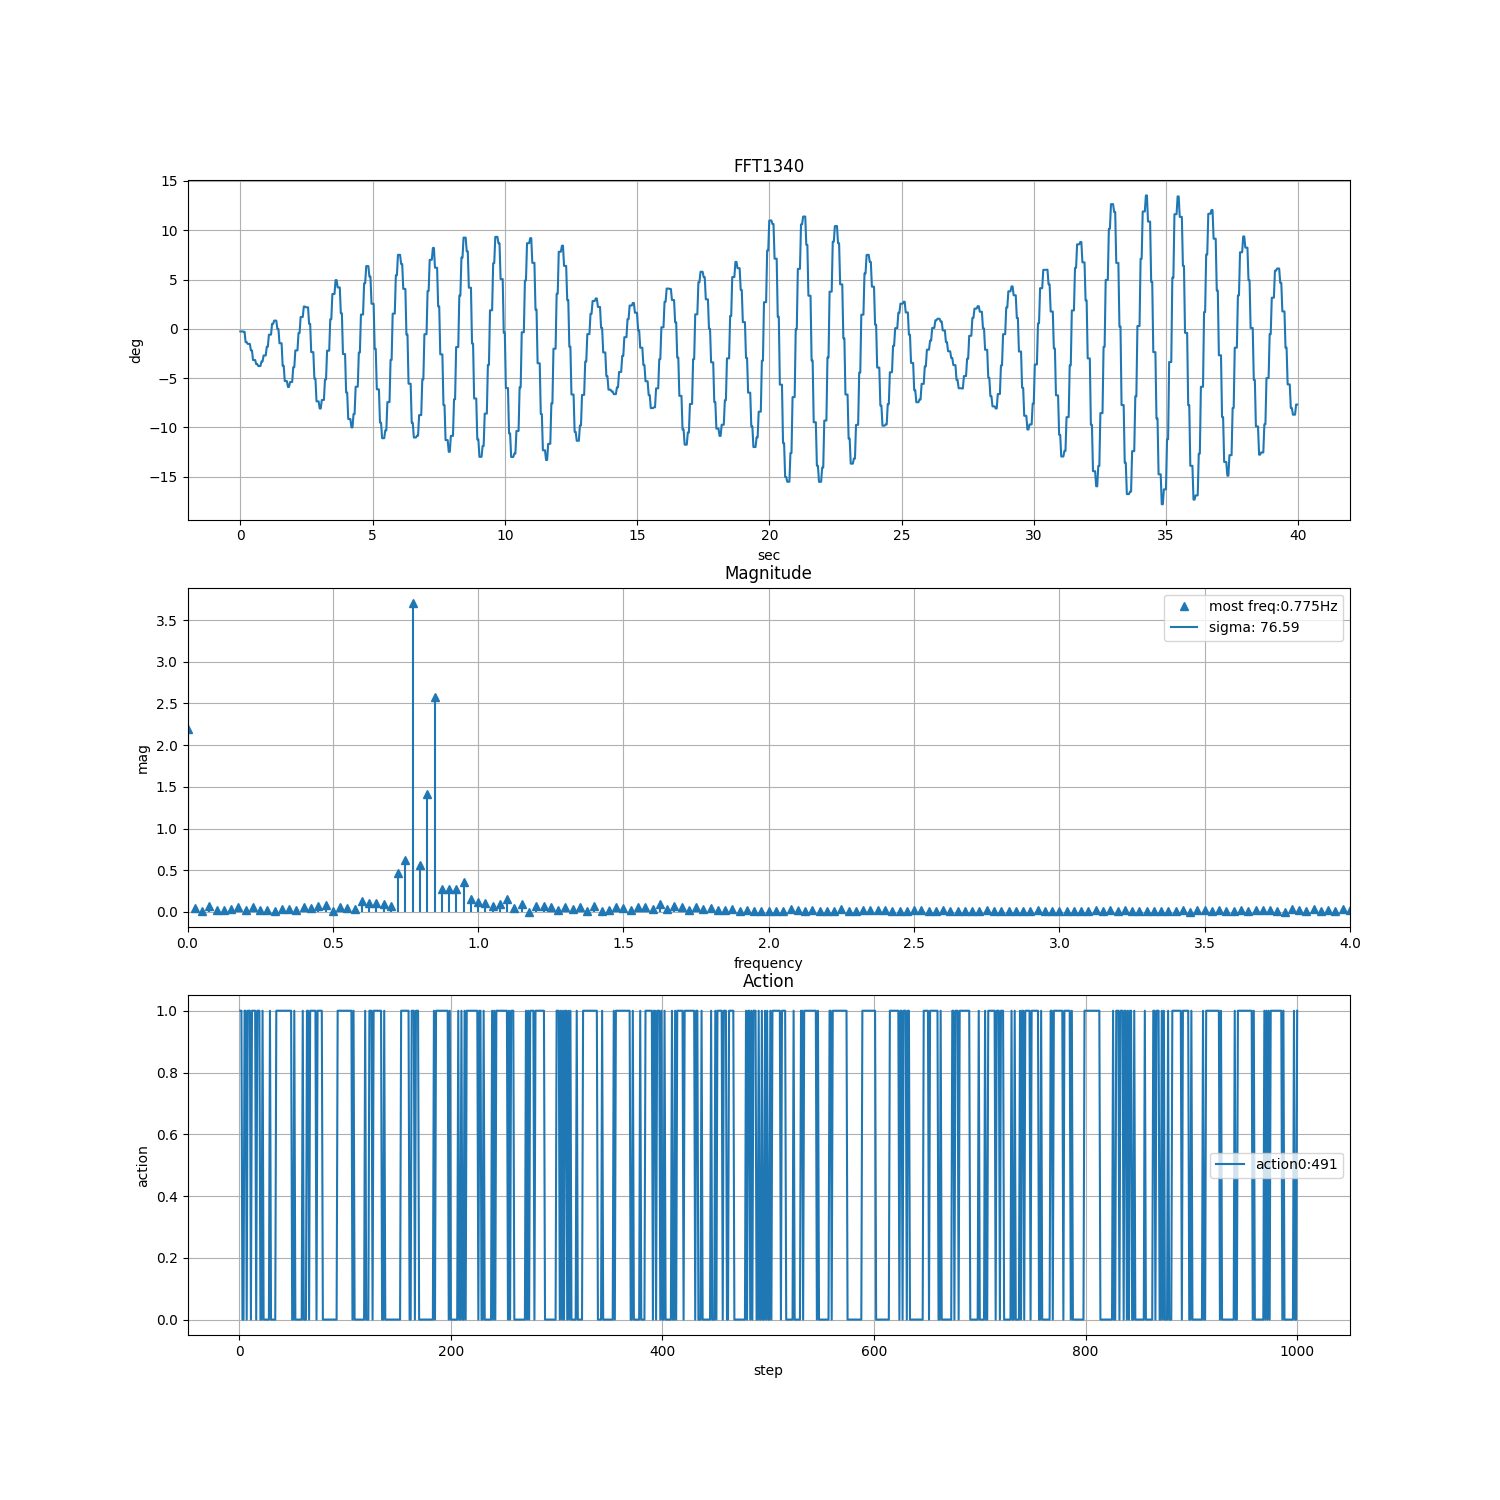 FFT1340
15
10
5
0
−5
−10
−15
deg
0 5 10 15 20 25 30 35 40
sec
Magnitude
most freq:0.775Hz
sigma: 76.59
3.5
3.0
2.5
2.0
1.5
1.0
0.5
0.0
mag
0.0 0.5 1.0 1.5 2.0 2.5 3.0 3.5 4.0
frequency
Action
1.0
0.8
0.6
0.4
0.2
0.0
action
action0:491
0 200 400 600 800 1000
step